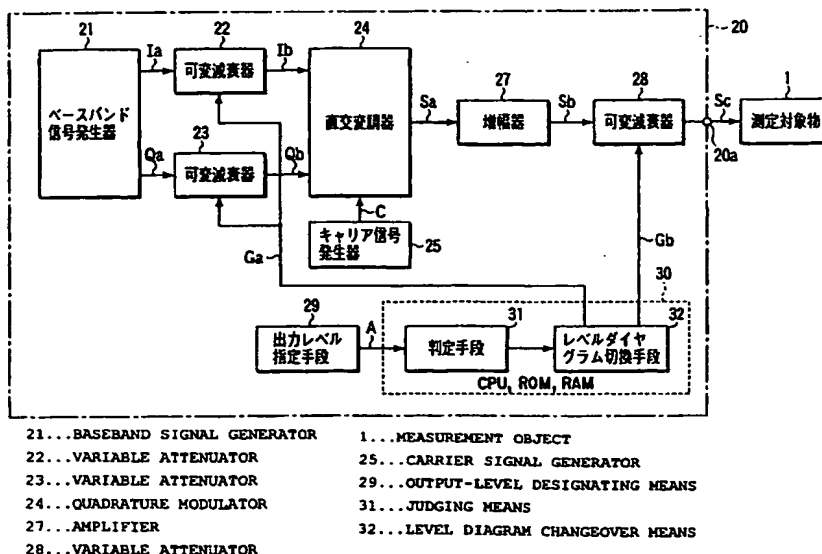 21
22
24
20
Ia
可変減衰器
Ib
27
28
1
ベースバンド
信号発生器
直交変調器
Sa
増幅器
Sb
可変減衰器
Sc
測定対象物
23
20a
Qa
可変減衰器
Qb
C
キャリア信号
発生器
25
Ga
Gb
30
29
31
32
出力レベル
指定手段
A
判定手段
レベルダイヤ
グラム切換手段
CPU, ROM, RAM
21...BASEBAND SIGNAL GENERATOR
22...VARIABLE ATTENUATOR
23...VARIABLE ATTENUATOR
24...QUADRATURE MODULATOR
27...AMPLIFIER
28...VARIABLE ATTENUATOR
1...MEASUREMENT OBJECT
25...CARRIER SIGNAL GENERATOR
29...OUTPUT-LEVEL DESIGNATING MEANS
31...JUDGING MEANS
32...LEVEL DIAGRAM CHANGEOVER MEANS